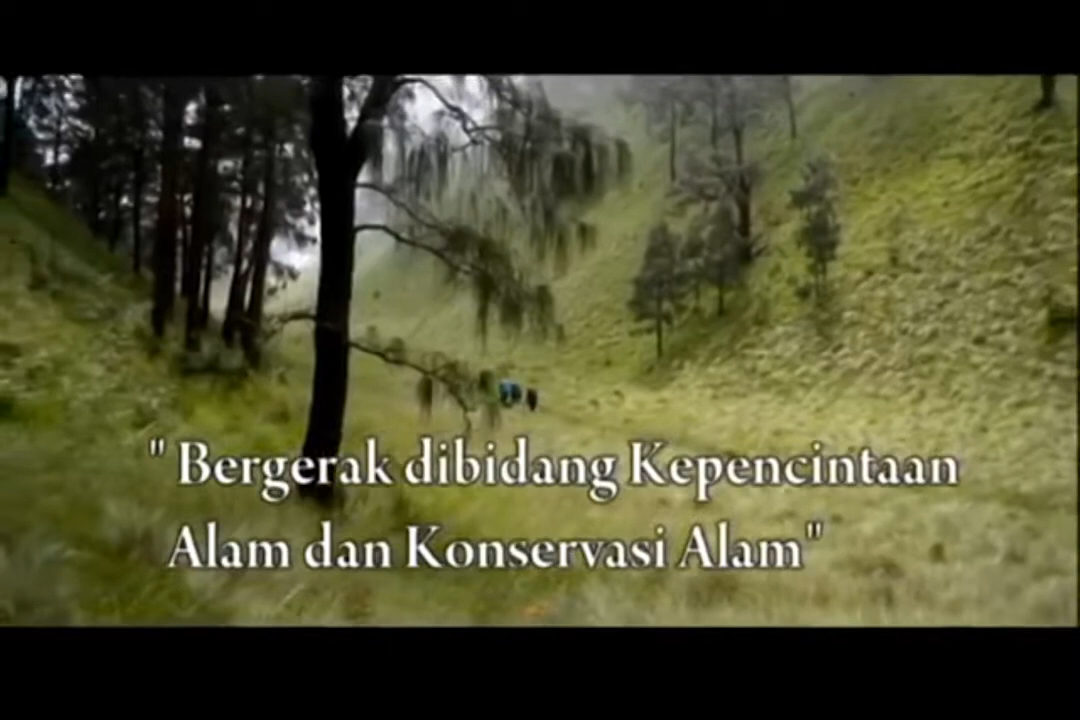 " Bergerak dibidang Kepencintaan
Alam dan Konservasi Alam"